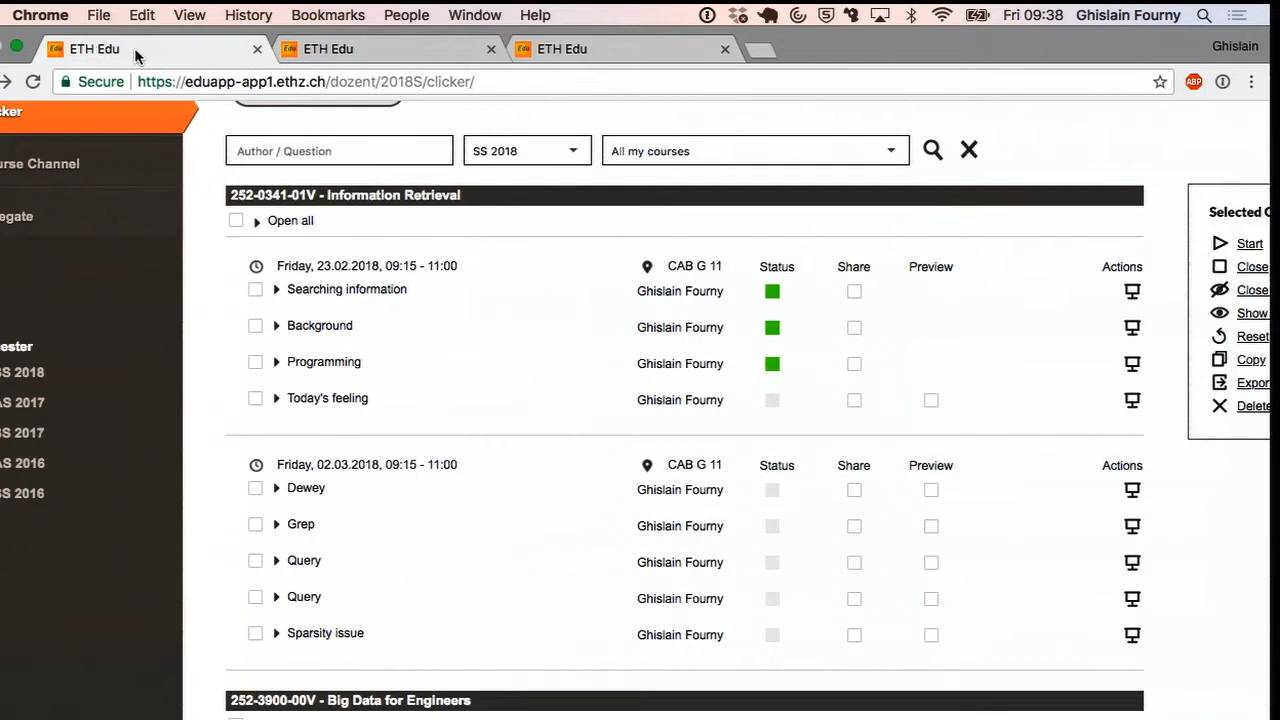 Chrome File Edit View History Bookmarks People Window Help Fri 09:38 Ghislain Fourny
ETH Edu ETH Edu ETH Edu Ghislain
Secure https://eduapp-app1.ethz.ch/dozent/2018S/clicker/ ABP
cker
Author / Question SS 2018 All my courses
urse Channel
252-0341-01V - Information Retrieval
egate
Open all
Selected
Friday, 23.02.2018, 09:15 - 11:00 CAB G 11 Status Share Preview Actions
Start
Searching information Ghislain Fourny
Close
Close
Background Ghislain Fourny
Show
Reset
ester
Programming Ghislain Fourny
Copy
SS 2018
Expor
Today's feeling Ghislain Fourny
Delete
AS 2017
SS 2017
AS 2016
SS 2016
Friday, 02.03.2018, 09:15 - 11:00 CAB G 11 Status Share Preview Actions
Dewey Ghislain Fourny
Grep Ghislain Fourny
Query Ghislain Fourny
Query Ghislain Fourny
Sparsity issue Ghislain Fourny
252-3900-00V - Big Data for Engineers